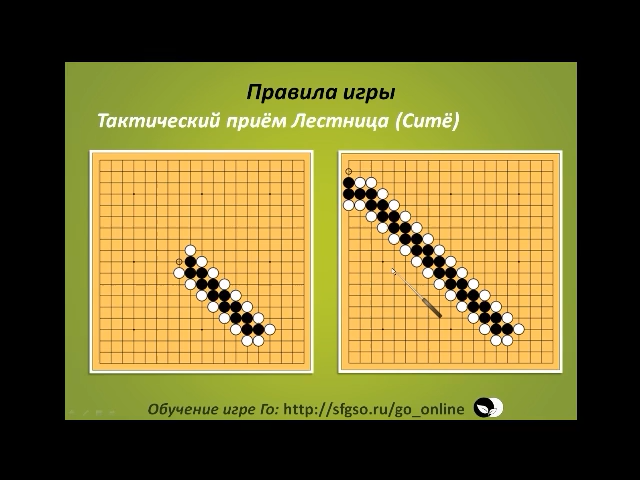 Правила игры
Тактический приём Лестница (Ситё)
Обучение игре Го: http://sfgso.ru/go_online